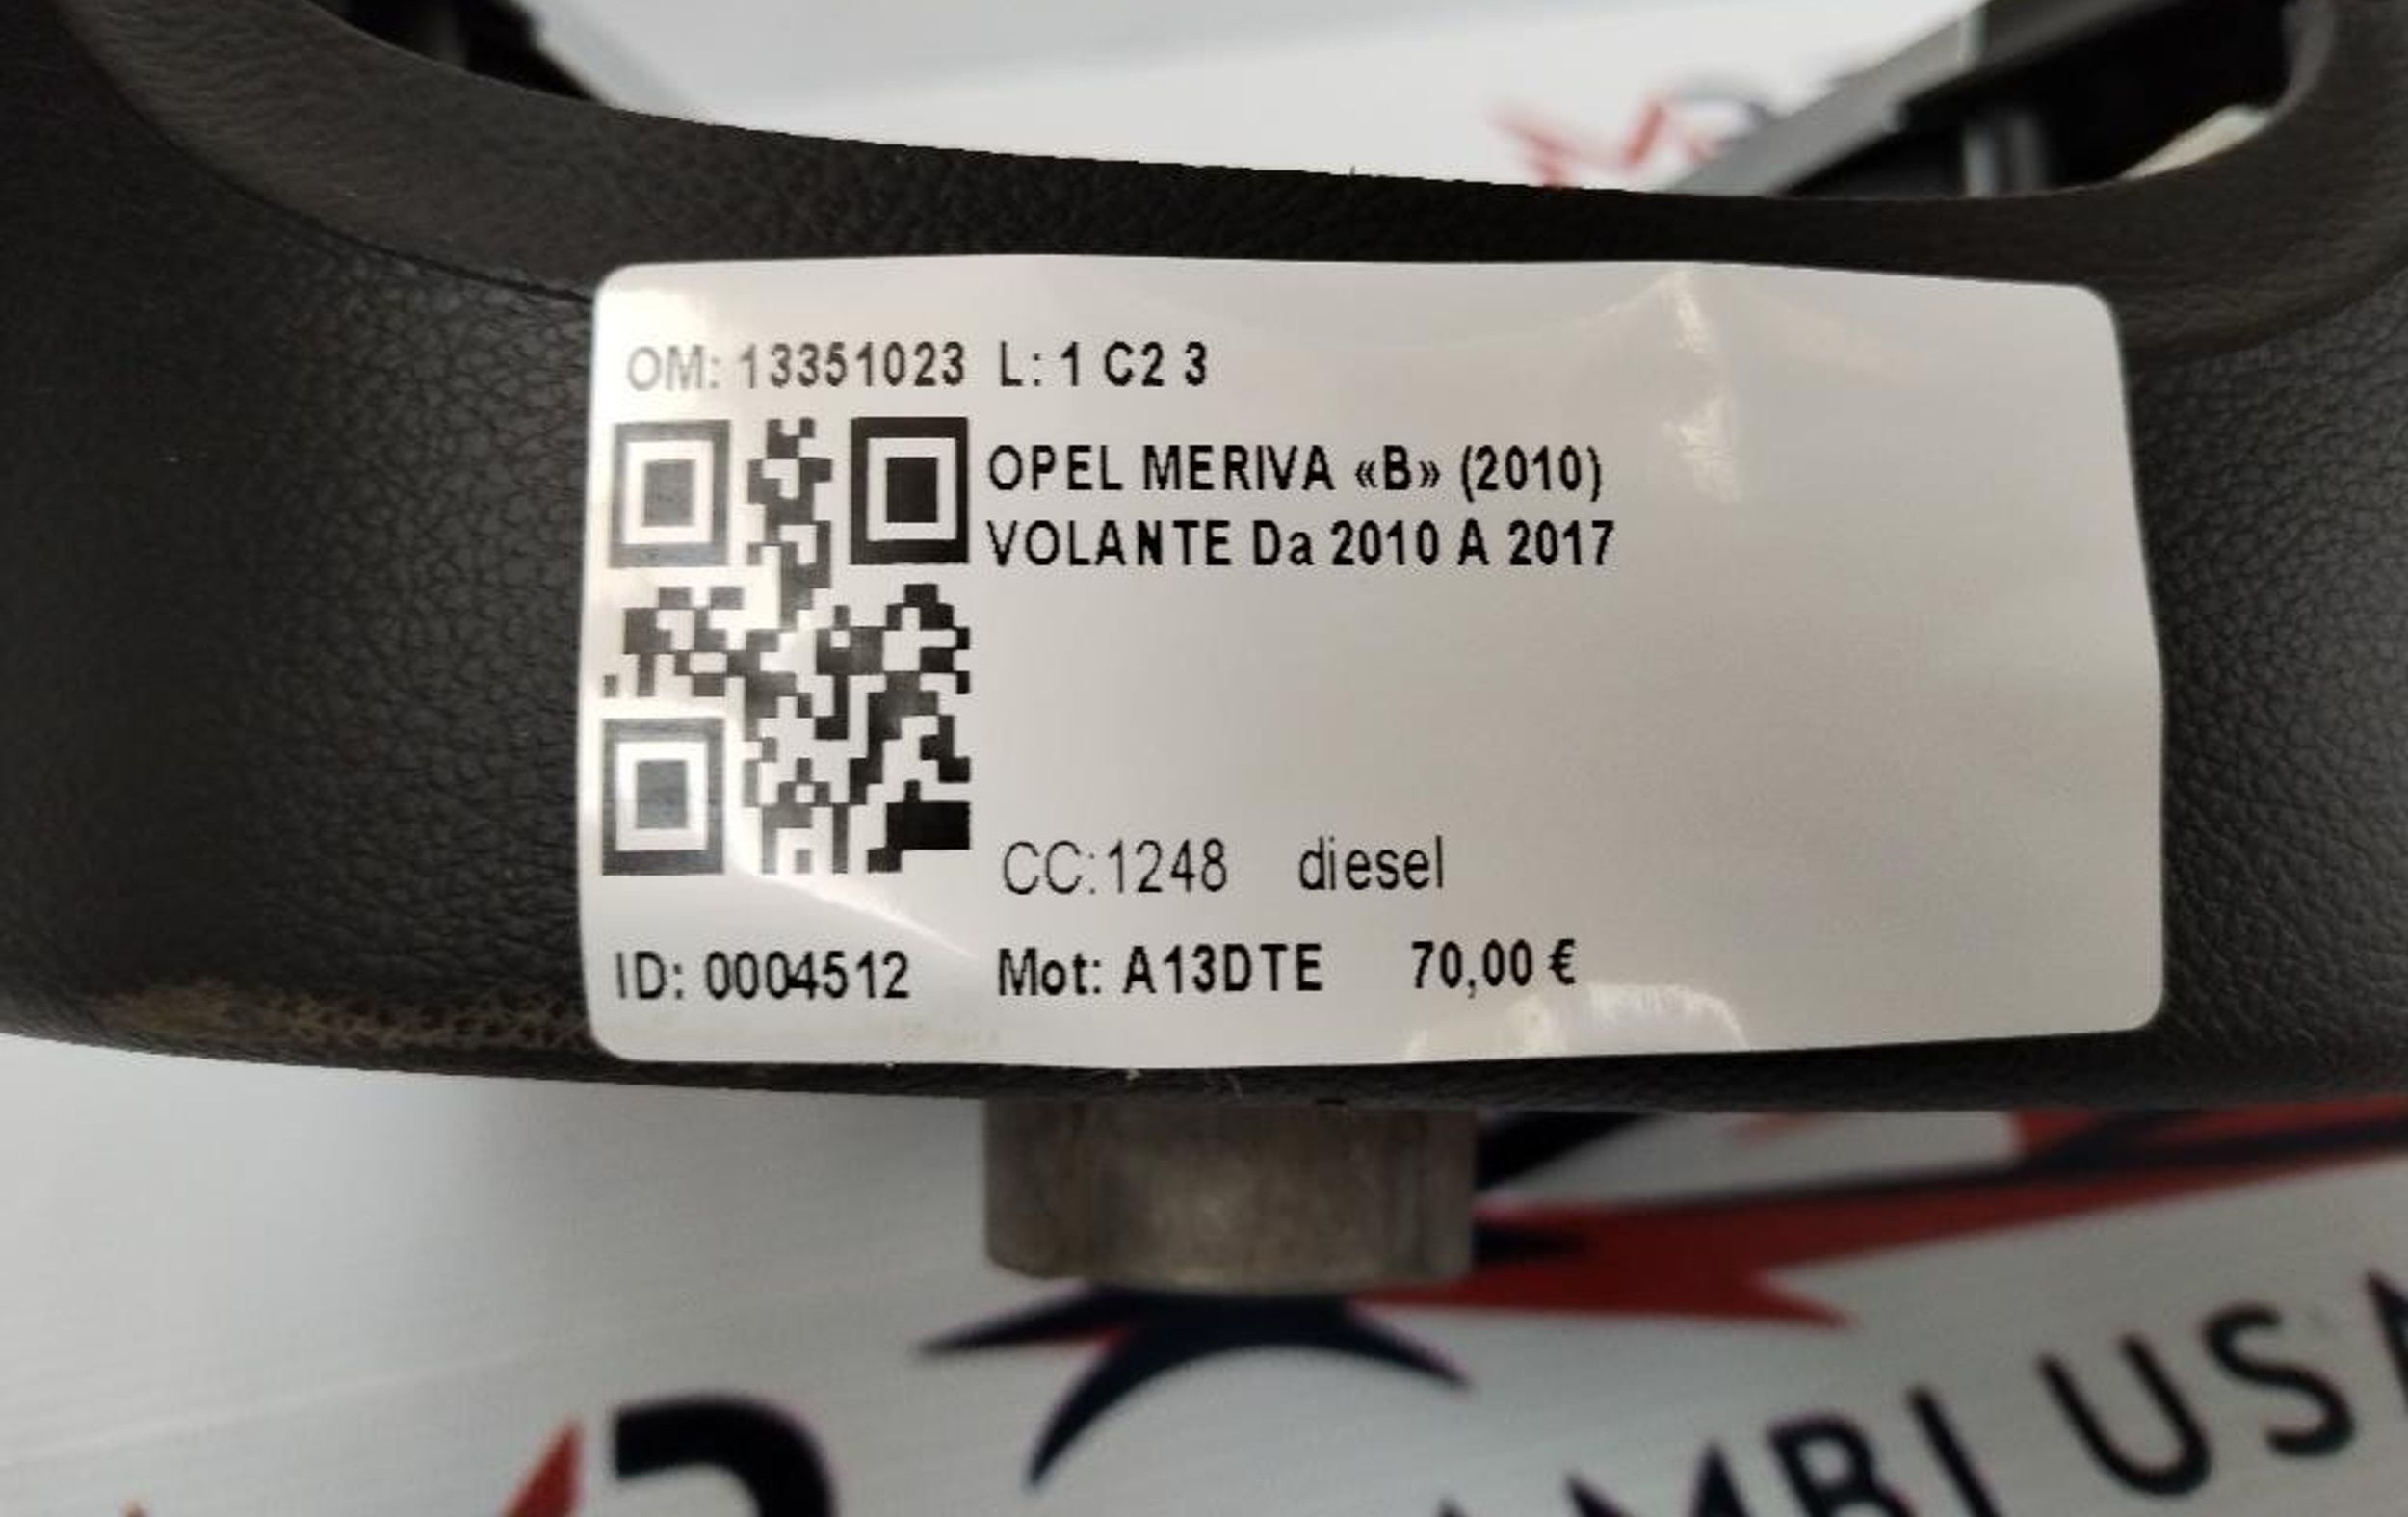 OM: 13351023 L: 1 C2 3
OPEL MERIVA «B» (2010)
VOLANTE Da 2010 A 2017
CC:1248 diesel
ID: 0004512 Mot: A13DTE 70,00 €